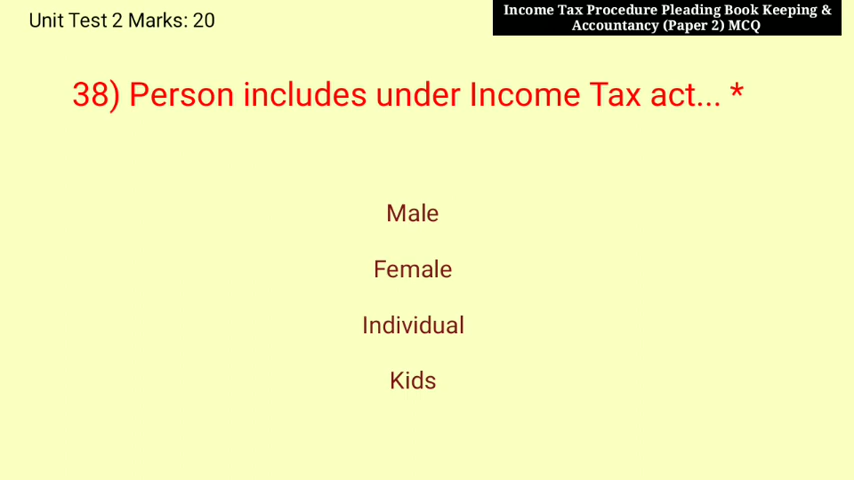 Unit Test 2 Marks: 20
Income Tax Procedure Pleading Book Keeping &
Accountancy (Paper 2) MCQ
38) Person includes under Income Tax act... *
Male
Female
Individual
Kids